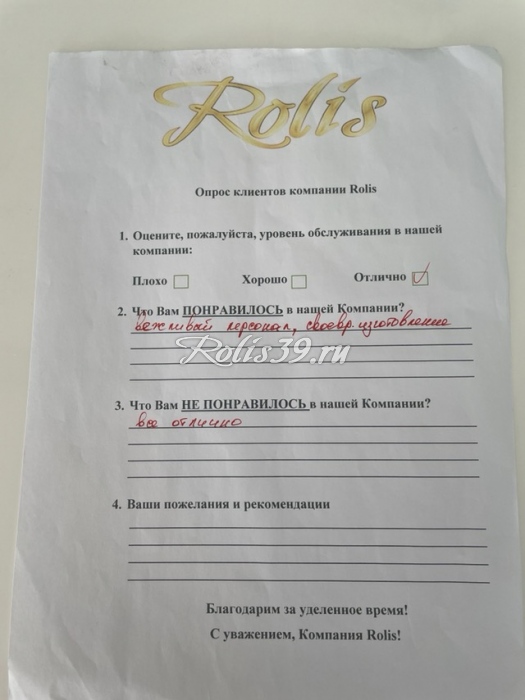 Rolis
Опрос клиентов компании Rolis
1. Оцените, пожалуйста, уровень обслуживания в нашей
компании:
Плохо Хорошо Отлично
2. Что Вам ПОНРАВИЛОСЬ в нашей Компании?
вежливый персонал, своевр. изготовление
Rolis39.ru
3. Что Вам НЕ ПОНРАВИЛОСЬ в нашей Компании?
все отлично
4. Ваши пожелания и рекомендации
Благодарим за уделенное время!
С уважением, Компания Rolis!